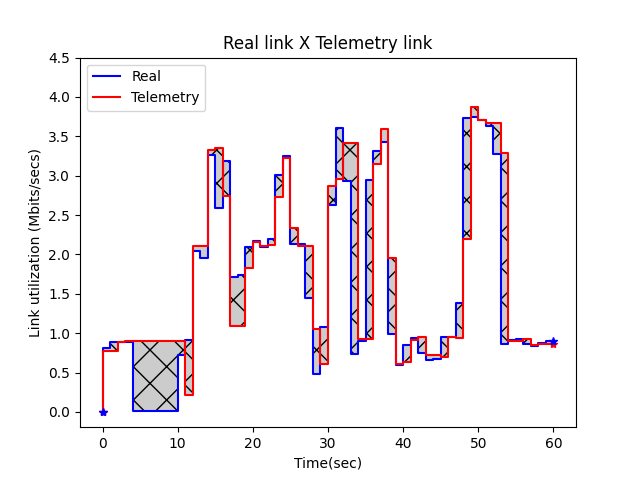 Real link X Telemetry link
Real
Telemetry
Link utilization (Mbits/secs)
4.5
4.0
3.5
3.0
2.5
2.0
1.5
1.0
0.5
0.0
0 10 20 30 40 50 60
Time(sec)